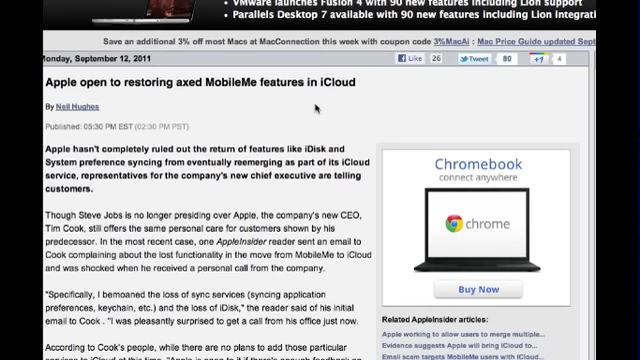 • VMware launches Fusion 4 with 90 new features including Lion support
• Parallels Desktop 7 available with 90 new features including Lion integrati
Save an additional 3% off most Macs at MacConnection this week with coupon code 3%MacAi : Mac Price Guide updated Sept
Monday, September 12, 2011
Like 26 Tweet 80 +1 4
Apple open to restoring axed MobileMe features in iCloud
By Neil Hughes
Published: 05:30 PM EST (02:30 PM PST)
Apple hasn't completely ruled out the return of features like iDisk and
System preference syncing from eventually reemerging as part of its iCloud
service, representatives for the company's new chief executive are telling
customers.
Though Steve Jobs is no longer presiding over Apple, the company's new CEO,
Tim Cook, still offers the same personal care for customers shown by his
predecessor. In the most recent case, one AppleInsider reader sent an email to
Cook complaining about the lost functionality in the move from MobileMe to iCloud
and was shocked when he received a personal call from the company.
"Specifically, I bemoaned the loss of sync services (syncing application
preferences, keychain, etc.) and the loss of iDisk," the reader said of his initial
email to Cook . "I was pleasantly surprised to get a call from his office just now.
According to Cook's people, while there are no plans to add those particular
Chromebook
connect anywhere
chrome
Buy Now
Related AppleInsider articles:
Apple working to allow users to merge multiple...
Evidence suggests Apple will bring iCloud to...
Email scam targets MobileMe users with iCloud...